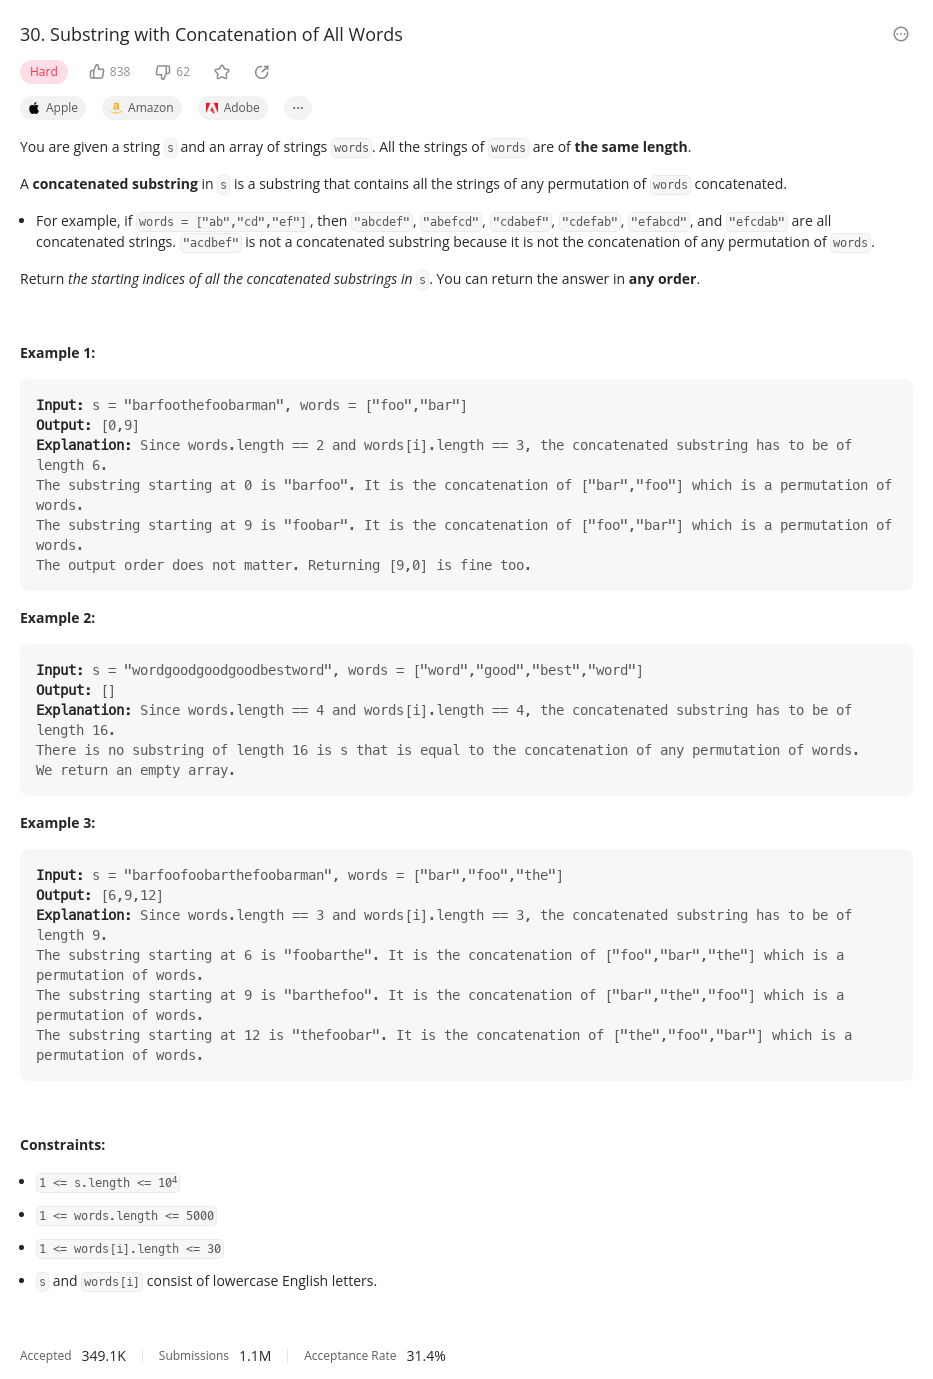 30. Substring with Concatenation of All Words
Hard 838 62
Apple Amazon Adobe ...
You are given a string s and an array of strings words. All the strings of words are of the same length.
A concatenated substring in s is a substring that contains all the strings of any permutation of words concatenated.
• For example, if words = ["ab","cd","ef"], then "abcdef", "abefcd", "cdabef", "cdefab", "efabcd", and "efcdab" are all
concatenated strings. "acdbef" is not a concatenated substring because it is not the concatenation of any permutation of words.
Return the starting indices of all the concatenated substrings in s. You can return the answer in any order.
Example 1:
Input: s = "barfoothefoobarman", words = ["foo","bar"]
Output: [0,9]
Explanation: Since words.length == 2 and words[i].length == 3, the concatenated substring has to be of
length 6.
The substring starting at 0 is "barfoo". It is the concatenation of ["bar","foo"] which is a permutation of
words.
The substring starting at 9 is "foobar". It is the concatenation of ["foo","bar"] which is a permutation of
words.
The output order does not matter. Returning [9,0] is fine too.
Example 2:
Input: s = "wordgoodgoodgoodbestword", words = ["word","good","best","word"]
Output: []
Explanation: Since words.length == 4 and words[i].length == 4, the concatenated substring has to be of
length 16.
There is no substring of length 16 is s that is equal to the concatenation of any permutation of words.
We return an empty array.
Example 3:
Input: s = "barfoofoobarthefoobarman", words = ["bar","foo","the"]
Output: [6,9,12]
Explanation: Since words.length == 3 and words[i].length == 3, the concatenated substring has to be of
length 9.
The substring starting at 6 is "foobarthe". It is the concatenation of ["foo","bar","the"] which is a
permutation of words.
The substring starting at 9 is "barthefoo". It is the concatenation of ["bar","the","foo"] which is a
permutation of words.
The substring starting at 12 is "thefoobar". It is the concatenation of ["the","foo","bar"] which is a
permutation of words.
Constraints:
• 1 <= s.length <= 10⁴
• 1 <= words.length <= 5000
• 1 <= words[i].length <= 30
• s and words[i] consist of lowercase English letters.
Accepted 349.1K Submissions 1.1M Acceptance Rate 31.4%